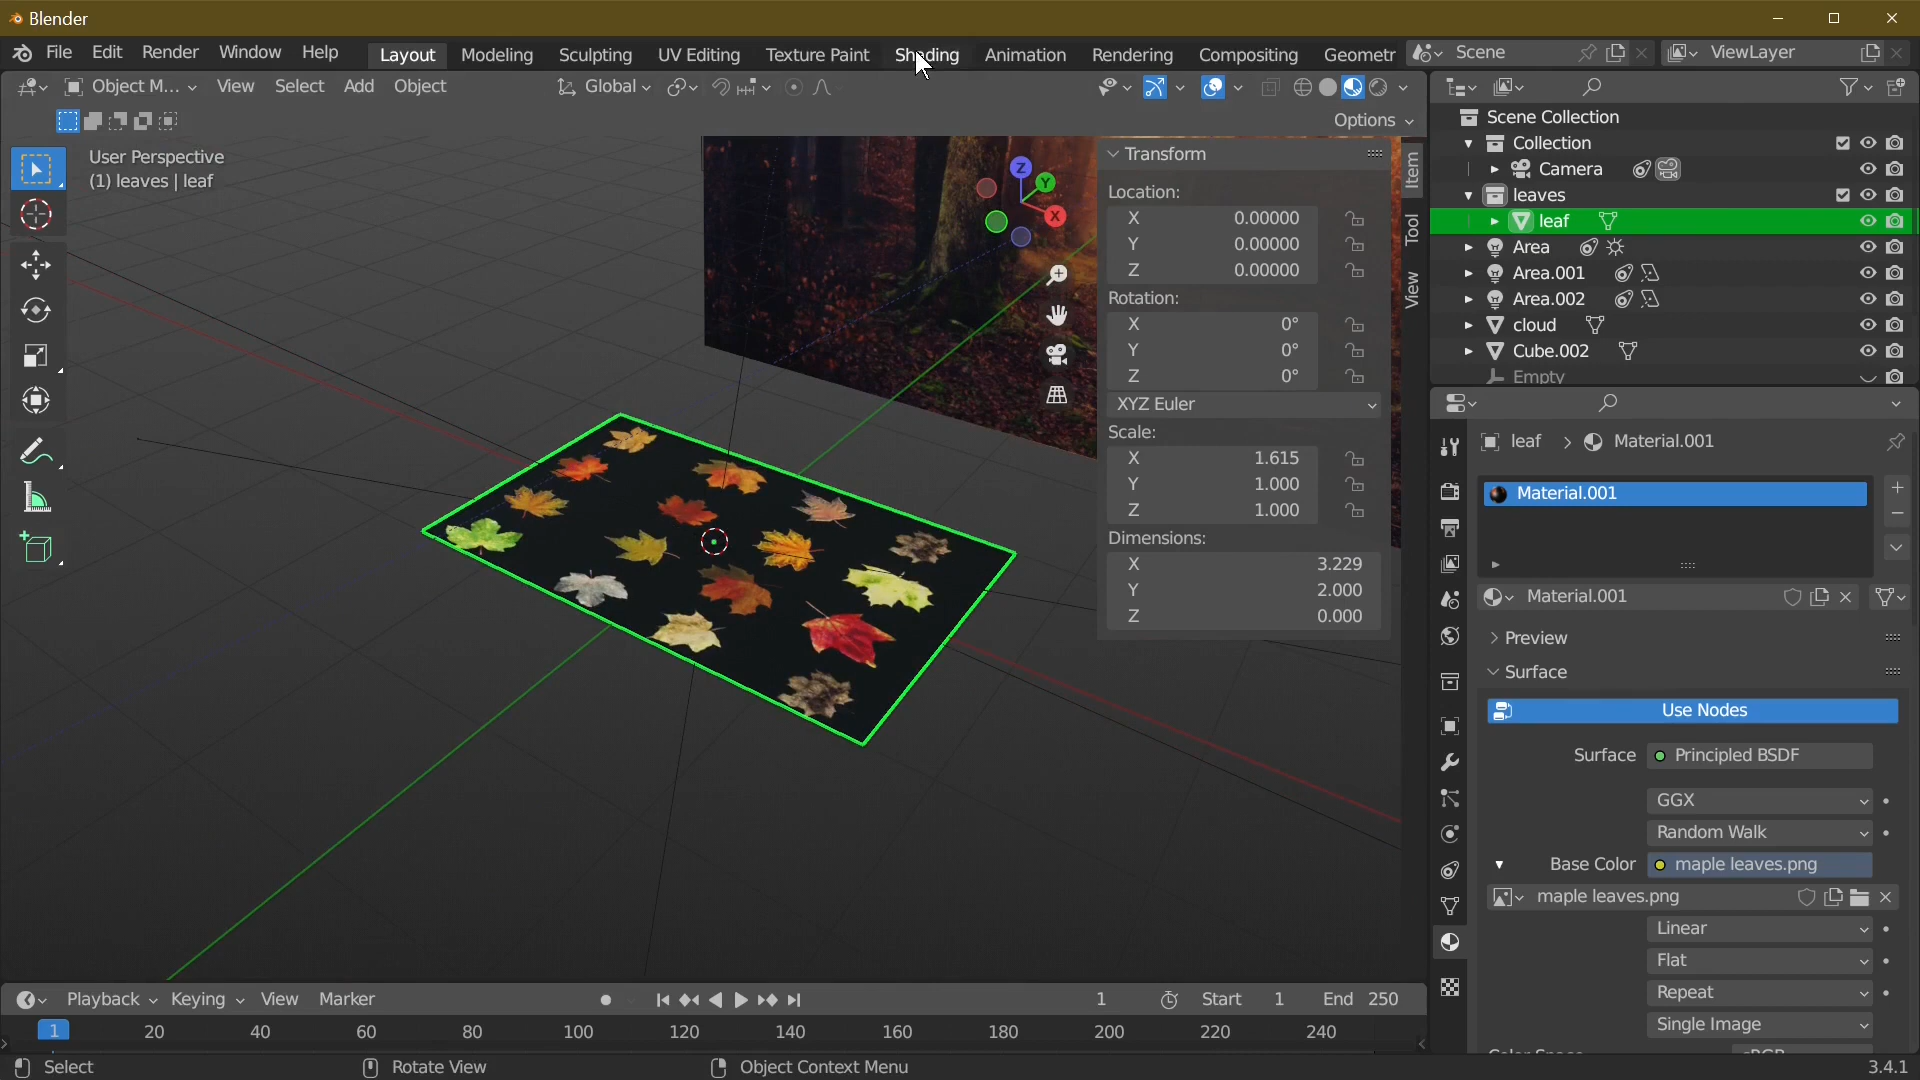 Blender
File Edit Render Window Help Layout Modeling Sculpting UV Editing Texture Paint Shading Animation Rendering Compositing Geometr Scene ViewLayer
Object M... View Select Add Object Global
Options
User Perspective
(1) leaves | leaf
Z
Y
X
Transform
Location:
X 0.00000
Y 0.00000
Z 0.00000
Rotation:
X 0°
Y 0°
Z 0°
XYZ Euler
Scale:
X 1.615
Y 1.000
Z 1.000
Dimensions:
X 3.229
Y 2.000
Z 0.000
Item
Tool
View
Scene Collection
Collection
Camera
leaves
leaf
Area
Area.001
Area.002
cloud
Cube.002
Empty
leaf > Material.001
Material.001
Material.001
Preview
Surface
Use Nodes
Surface Principled BSDF
GGX
Random Walk
Base Color maple leaves.png
maple leaves.png
Linear
Flat
Repeat
Single Image
Playback Keying View Marker 1 Start 1 End 250
1 20 40 60 80 100 120 140 160 180 200 220 240
Select Rotate View Object Context Menu 3.4.1